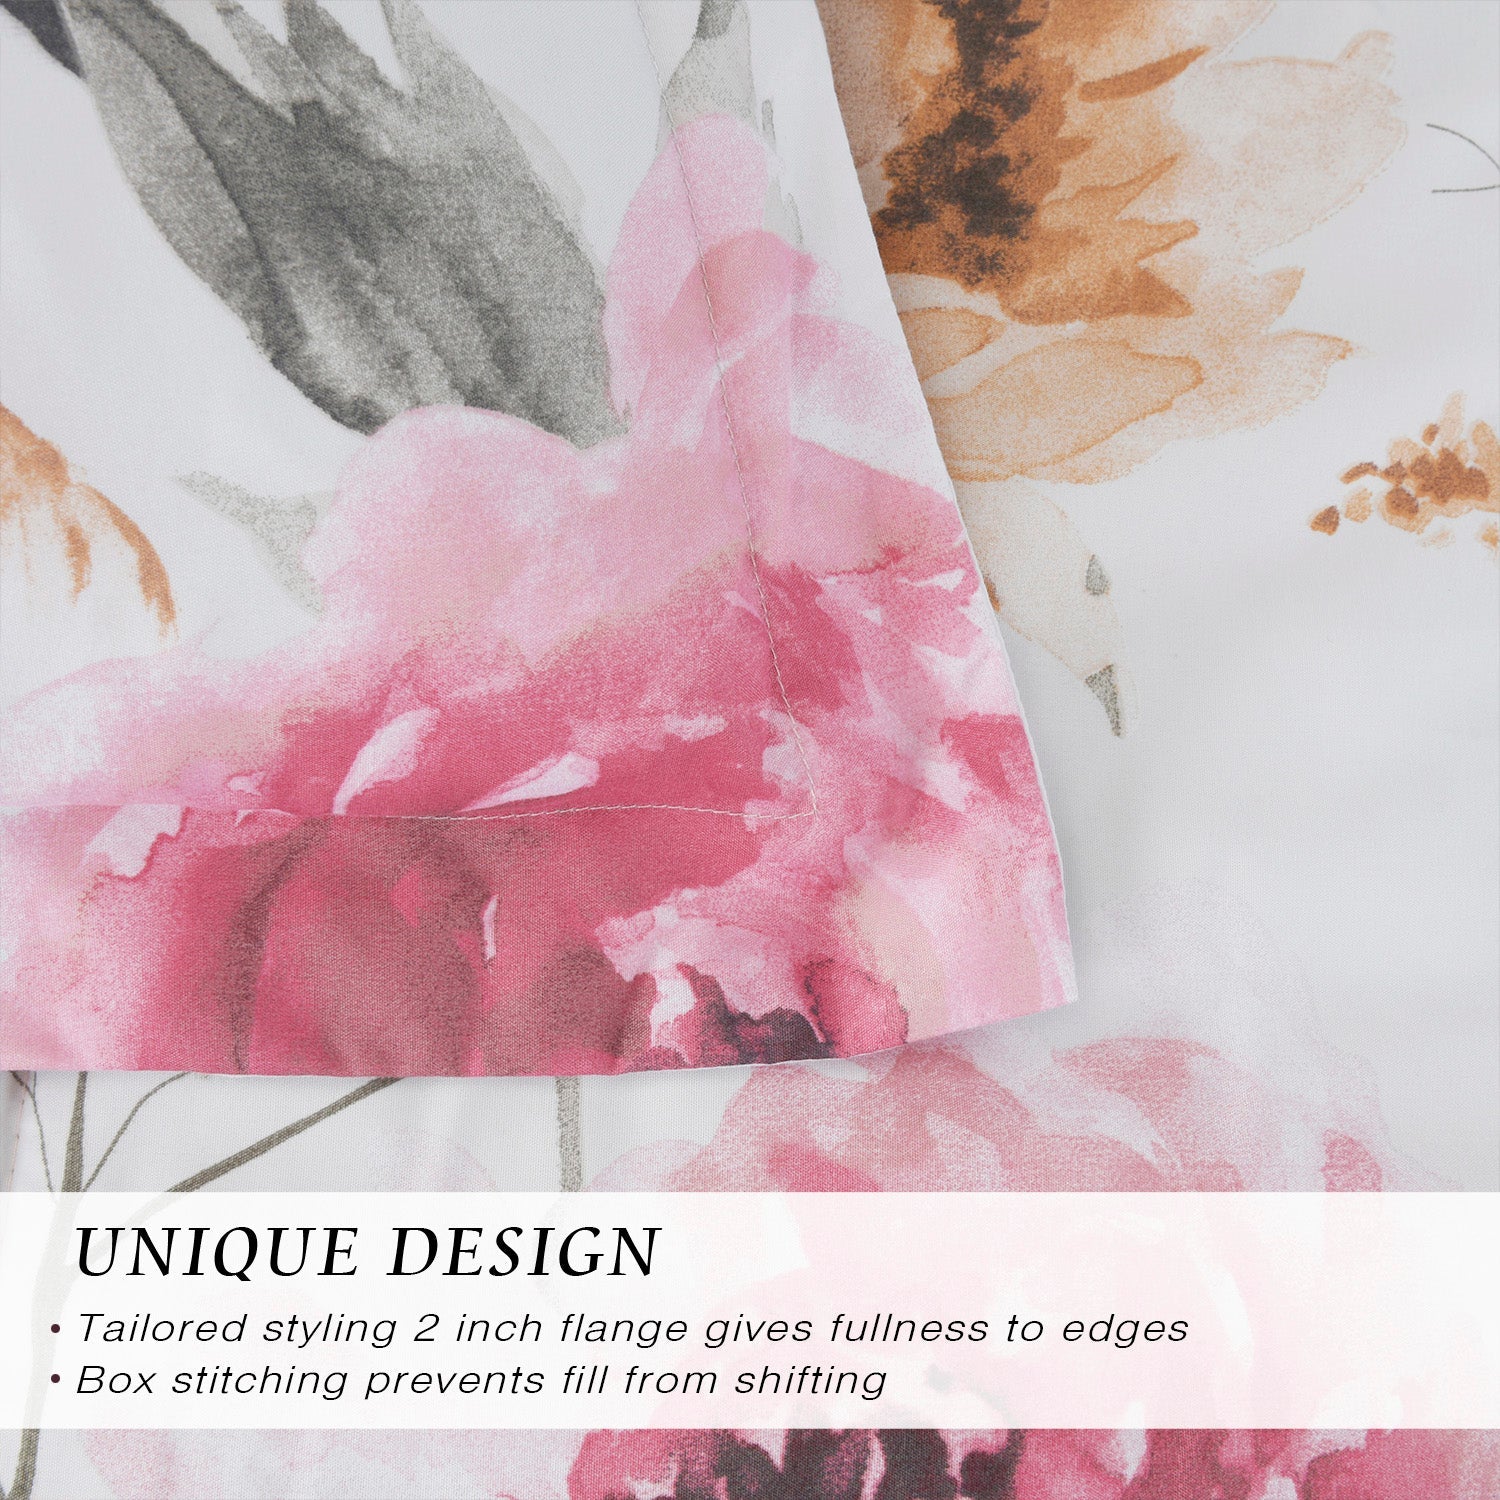 UNIQUE DESIGN
• Tailored styling 2 inch flange gives fullness to edges
• Box stitching prevents fill from shifting